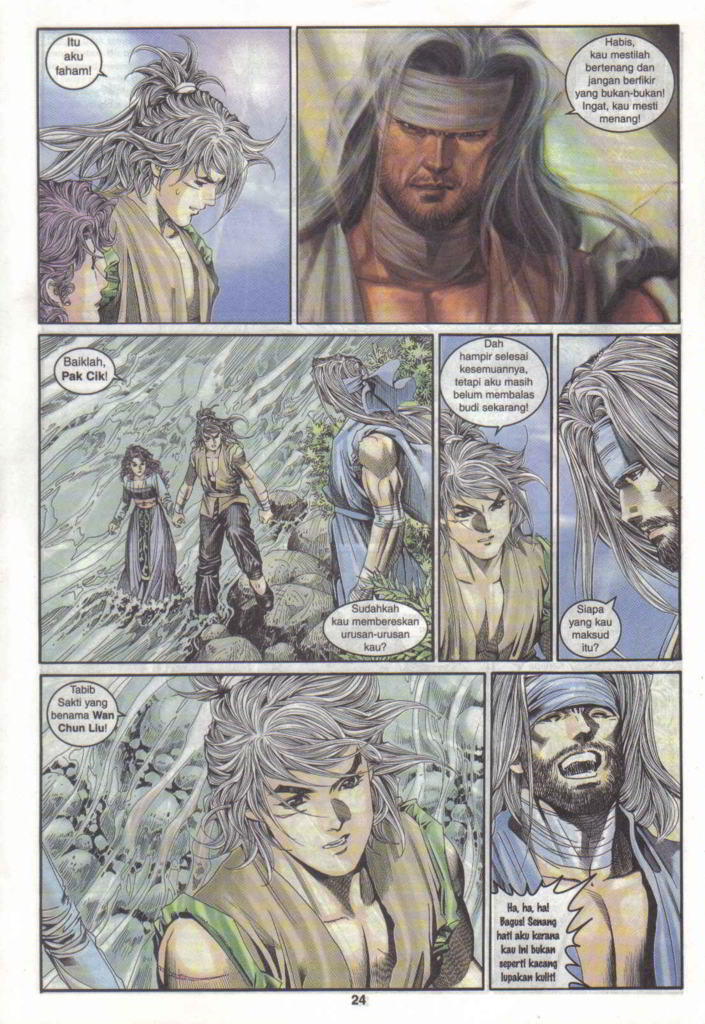 Itu
aku
faham!
Habis,
kau mestilah
bertenang dan
jangan berfikir
yang bukan-bukan!
Ingat, kau mesti
menang!
Baiklah,
Pak Cik!
Sudahkah
kau membereskan
urusan-urusan
kau?
Dah
hampir selesai
kesemuannya,
tetapi aku masih
belum membalas
budi sekarang!
Siapa
yang kau
maksud
itu?
Tabib
Sakti yang
benama Wan
Chun Liu!
Ha, ha, ha!
Bagus! Senang
hati aku kerana
kau ini bukan
seperti kacang
lupakan kulit!
24